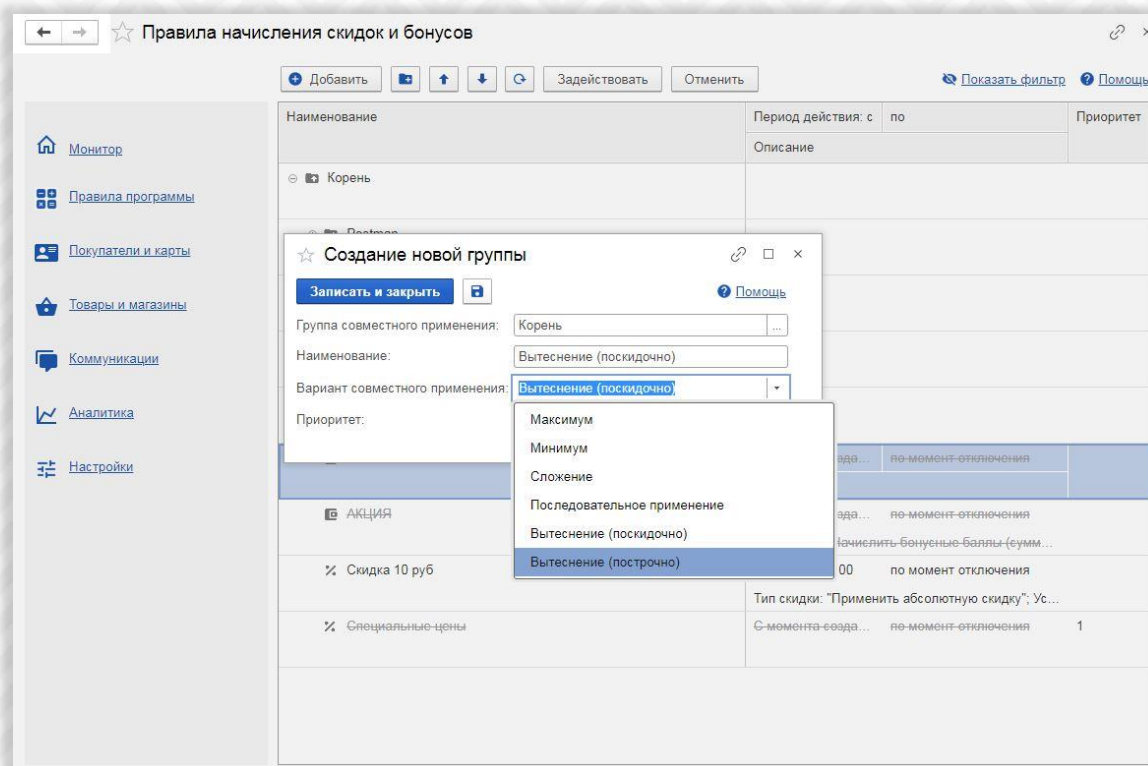 Правила начисления скидок и бонусов
Добавить Задействовать Отменить Показать фильтр Помощь
Наименование Период действия: с по Приоритет
Описание
Монитор
Правила программы
Покупатели и карты
Товары и магазины
Коммуникации
Аналитика
Настройки
Корень
Postman
Создание новой группы
Записать и закрыть Помощь
Группа совместного применения: Корень ...
Наименование: Вытеснение (поскидочно)
Вариант совместного применения: Вытеснение (поскидочно)
Приоритет:
Максимум
Минимум
Сложение
Последовательное применение
Вытеснение (поскидочно)
Вытеснение (построчно)
зда... по момент отключения
АКЦИЯ зда... по момент отключения
Начислить бонусные баллы (сумм...
Скидка 10 руб 00 по момент отключения
Тип скидки: "Применить абсолютную скидку"; Ус...
Специальные цены С момента созда... по момент отключения 1